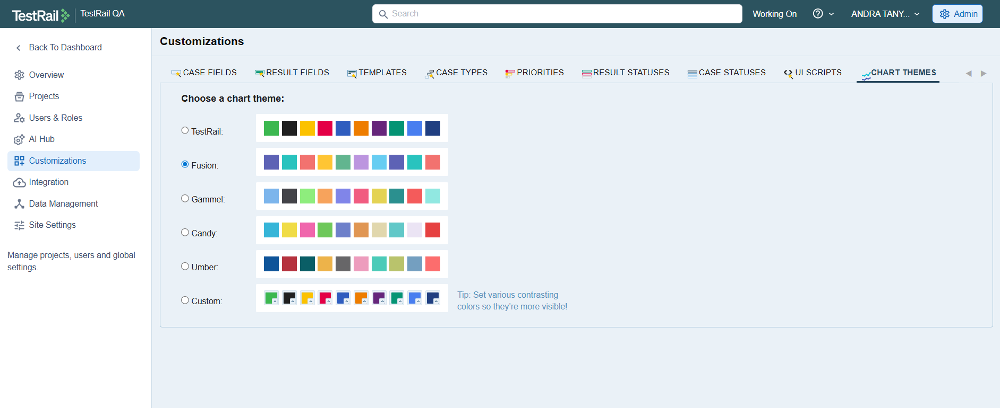 TestRail
TestRail QA
Search
Working On
ANDRA TANY...
Admin
Back To Dashboard
Overview
Projects
Users & Roles
AI Hub
Customizations
Integration
Data Management
Site Settings
Manage projects, users and global
settings.
Customizations
CASE FIELDS
RESULT FIELDS
TEMPLATES
CASE TYPES
PRIORITIES
RESULT STATUSES
CASE STATUSES
UI SCRIPTS
CHART THEMES
Choose a chart theme:
TestRail:
Fusion:
Gammel:
Candy:
Umber:
Custom:
Tip: Set various contrasting
colors so they're more visible!